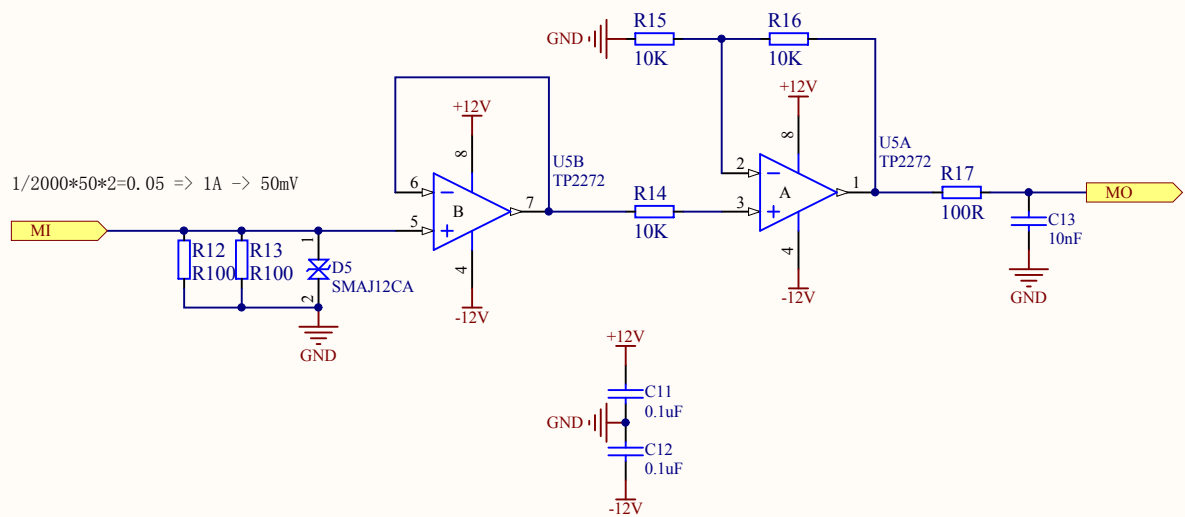 R15
R16
GND
10K
10K
+12V
+12V
8
8
U5B
TP2272
U5A
TP2272
1/2000*50*2=0.05 => 1A -> 50mV
6
B
7
5
R14
10K
2
A
1
3
R17
100R
MO
C13
10nF
GND
MI
R12
R100
R13
R100
1
D5
SMAJ12CA
2
GND
4
-12V
4
-12V
+12V
C11
0.1uF
GND
C12
0.1uF
-12V